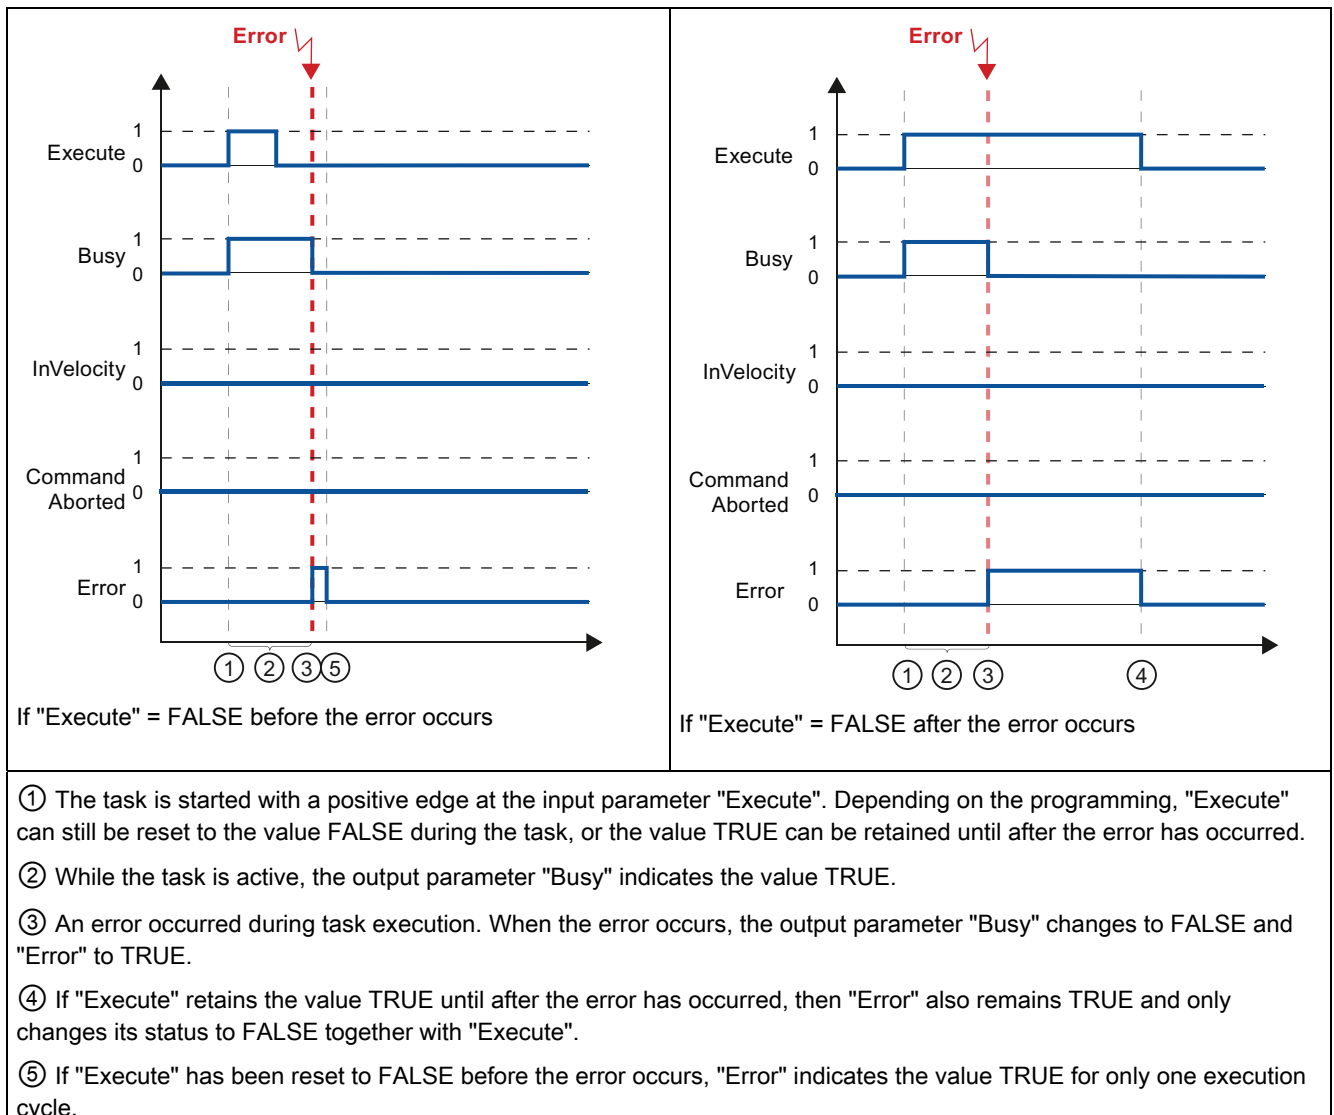 Error
1
Execute
0
1
Busy
0
1
InVelocity
0
1
Command
0
Aborted
1
Error
0
① ② ③ ⑤
If "Execute" = FALSE before the error occurs
Error
1
Execute
0
1
Busy
0
1
InVelocity
0
1
Command
0
Aborted
1
Error
0
① ② ③ ④
If "Execute" = FALSE after the error occurs
① The task is started with a positive edge at the input parameter "Execute". Depending on the programming, "Execute"
can still be reset to the value FALSE during the task, or the value TRUE can be retained until after the error has occurred.
② While the task is active, the output parameter "Busy" indicates the value TRUE.
③ An error occurred during task execution. When the error occurs, the output parameter "Busy" changes to FALSE and
"Error" to TRUE.
④ If "Execute" retains the value TRUE until after the error has occurred, then "Error" also remains TRUE and only
changes its status to FALSE together with "Execute".
⑤ If "Execute" has been reset to FALSE before the error occurs, "Error" indicates the value TRUE for only one execution
cycle.